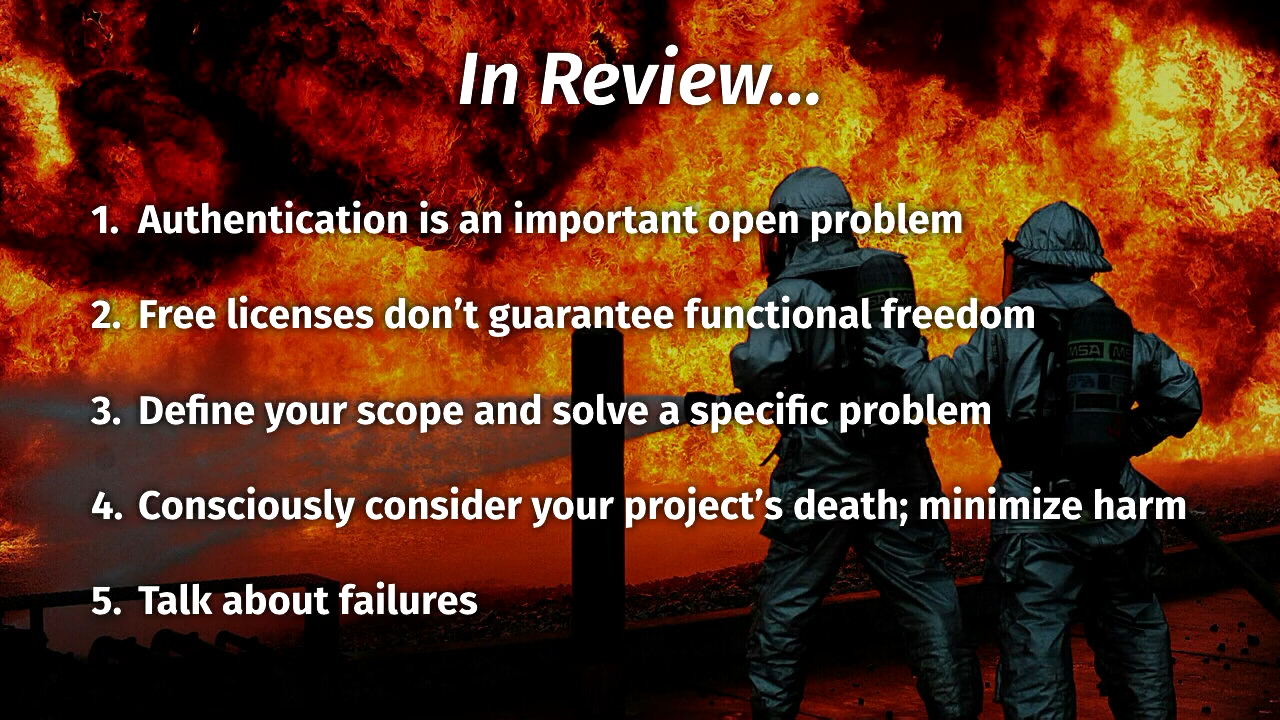 In Review...
1. Authentication is an important open problem
2. Free licenses don’t guarantee functional freedom
3. Define your scope and solve a specific problem
4. Consciously consider your project’s death; minimize harm
5. Talk about failures
MSA